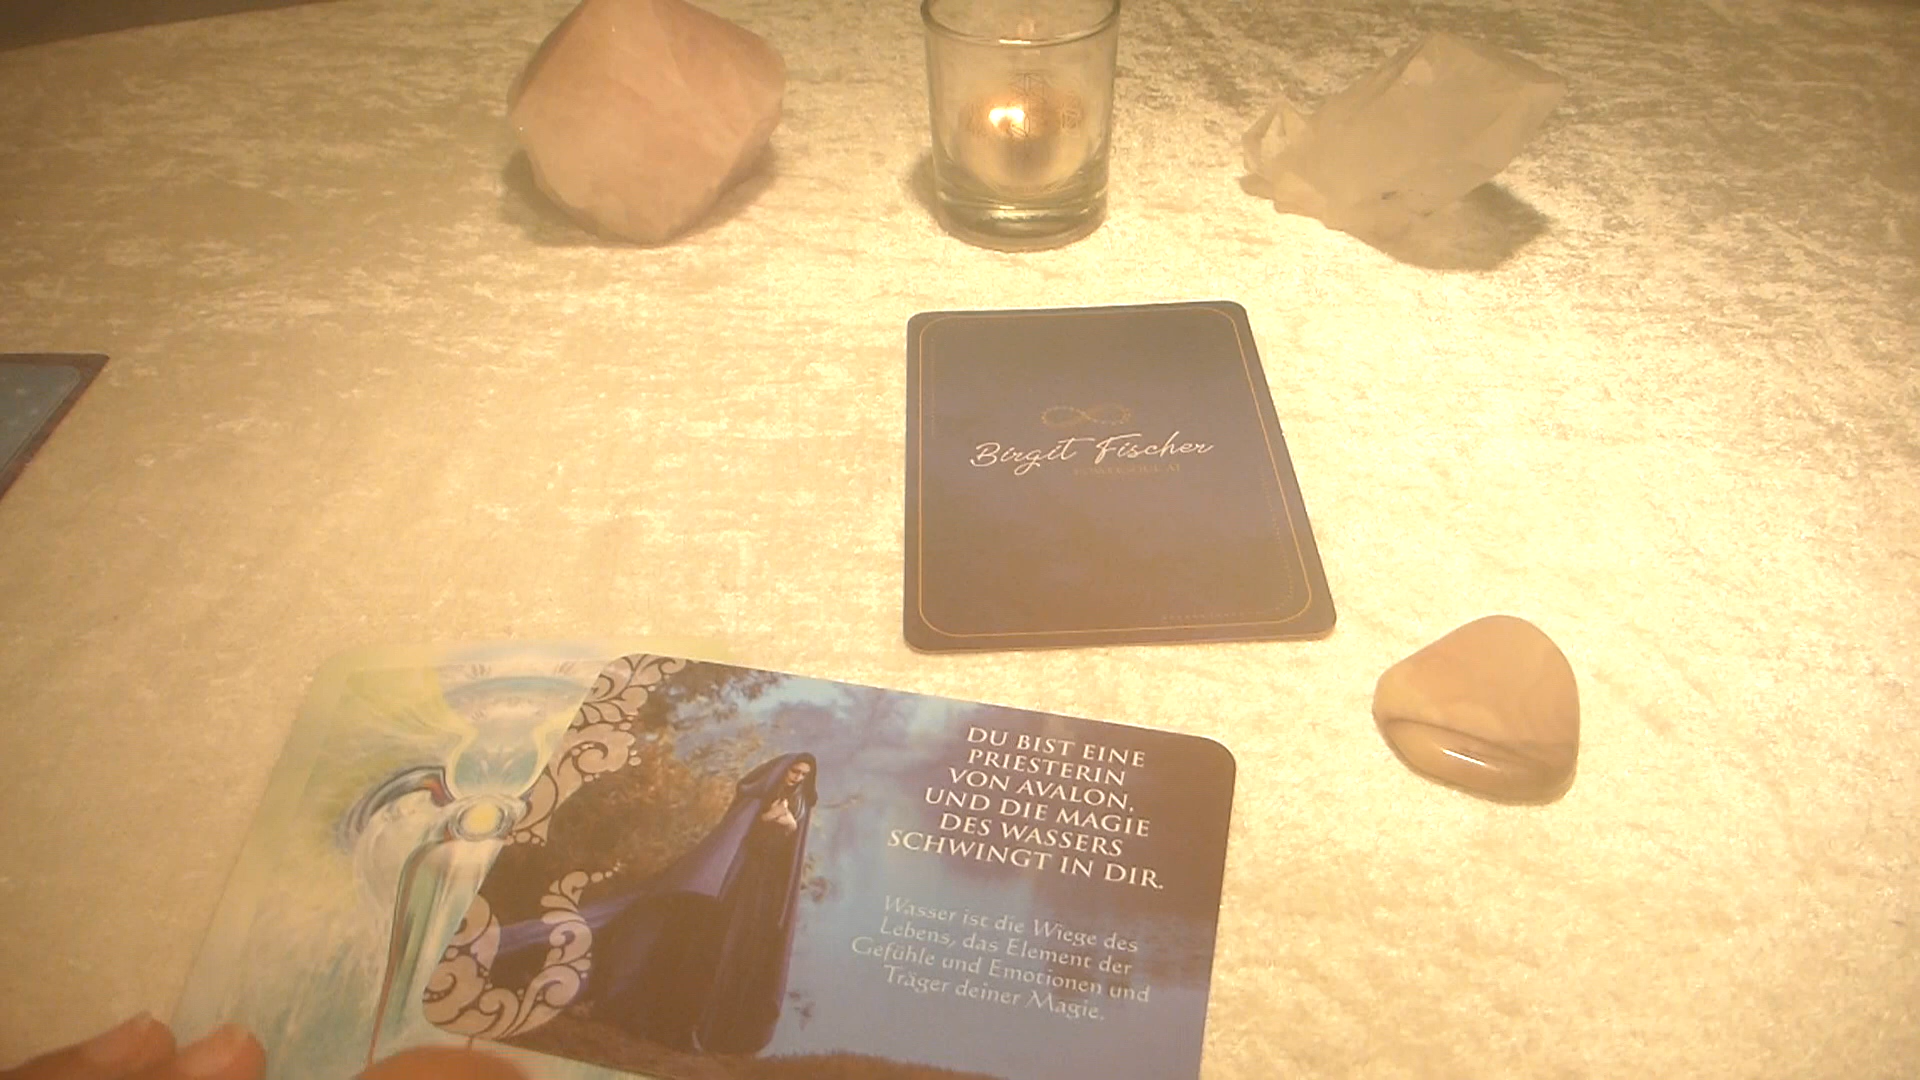 Birgit Fischer
DU BIST EINE
PRIESTERIN
VON AVALON,
UND DIE MAGIE
DES WASSERS
SCHWINGT IN DIR.
Wasser ist die Wiege des
Lebens, das Element der
Gefühle und Emotionen und
Träger deiner Magie.